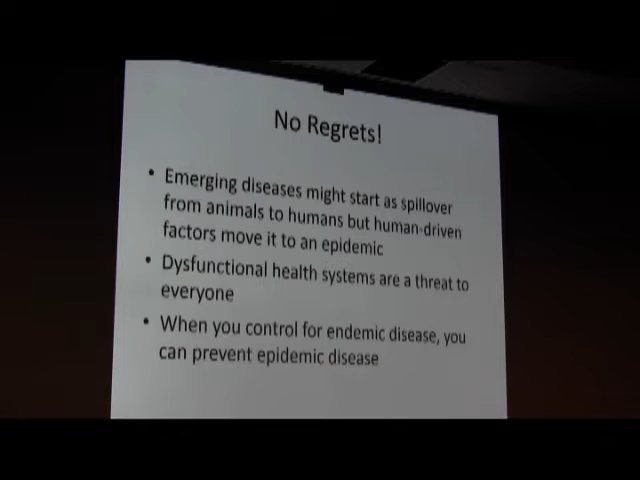 No Regrets!
• Emerging diseases might start as spillover
from animals to humans but human-driven
factors move it to an epidemic
• Dysfunctional health systems are a threat to
everyone
• When you control for endemic disease, you
can prevent epidemic disease